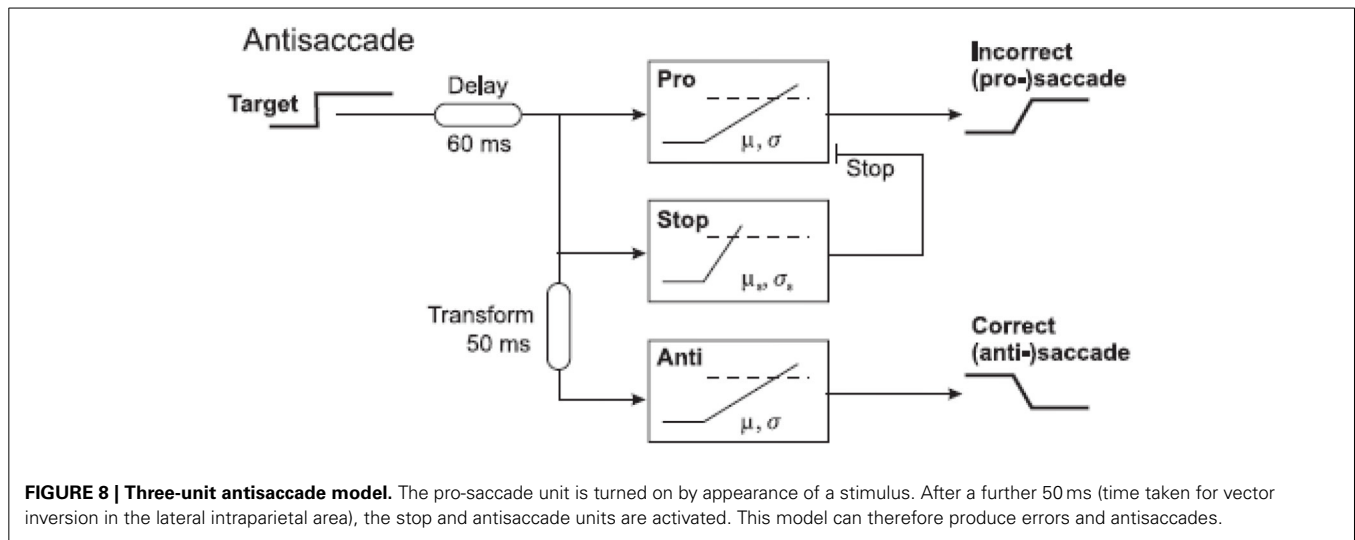 Antisaccade
Target
Delay
60 ms
Pro
μ, σ
Incorrect
(pro-)saccade
Stop
Stop
μₛ, σₛ
Transform
50 ms
Anti
μ, σ
Correct
(anti-)saccade
FIGURE 8 | Three-unit antisaccade model. The pro-saccade unit is turned on by appearance of a stimulus. After a further 50 ms (time taken for vector
inversion in the lateral intraparietal area), the stop and antisaccade units are activated. This model can therefore produce errors and antisaccades.